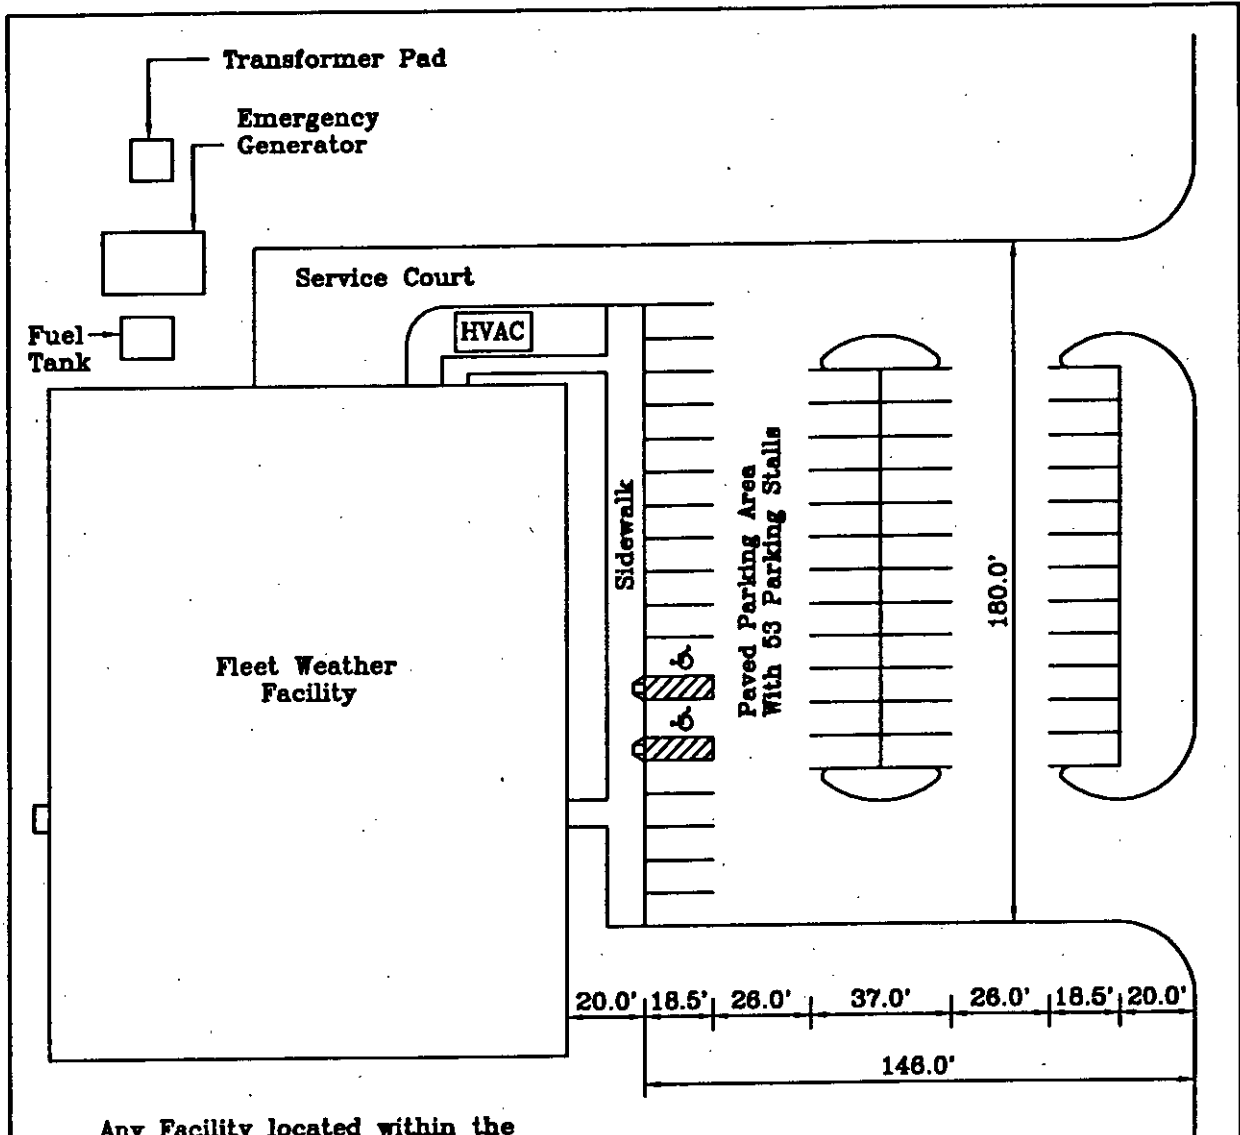 Transformer Pad
Emergency
Generator
Service Court
HVAC
Fuel
Tank
Sidewalk
Paved Parking Area
With 53 Parking Stalls
180.0'
Fleet Weather
Facility
20.0' 18.5' 26.0' 37.0' 26.0' 18.5' 20.0'
146.0'
Any Facility located within the